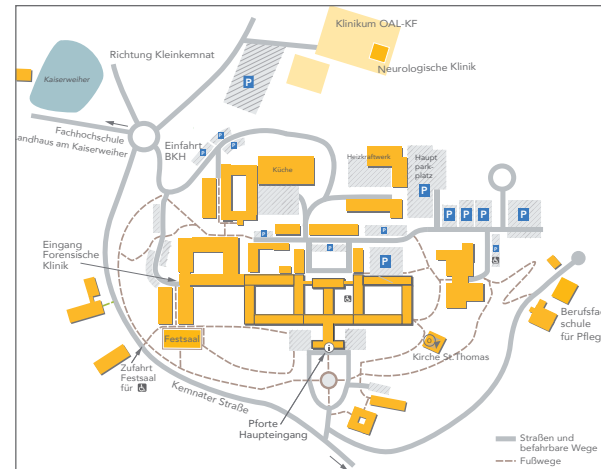 Klinikum OAL-KF
Richtung Kleinkemnat
Neurologische Klinik
Kaiserweiher
P
Fachhochschule
Landhaus am Kaiserweiher
Einfahrt
BKH
P
P
P
Küche
Heizkraftwerk
Haupt
park-
platz
P
P
P
P
P
P
P
P
P
Eingang
Forensische
Klinik
Festsaal
i
Kirche St.Thomas
Berufsfac
schule
für Pfleg
Zufahrt
Festsaal
für
Kemnater Straße
Pforte
Haupteingang
Straßen und
befahrbare Wege
Fußwege